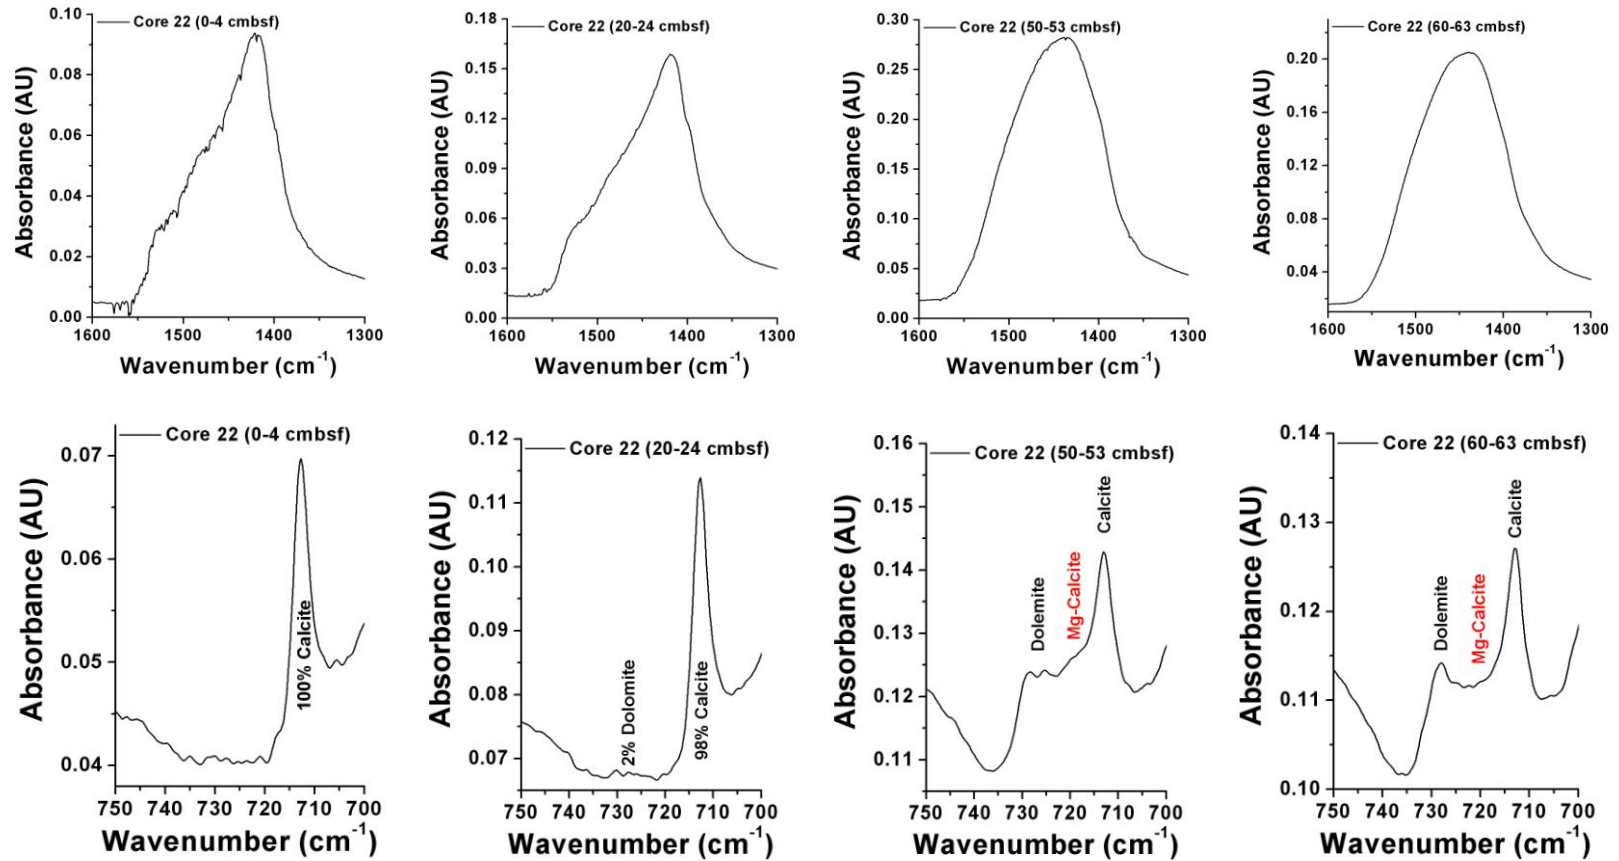 Core 22 (0-4 cmbsf)
0.10
0.08
0.06
0.04
0.02
0.00
Absorbance (AU)
1600 1500 1400 1300
Wavenumber (cm-1)
Core 22 (20-24 cmbsf)
0.18
0.15
0.12
0.09
0.06
0.03
0.00
Absorbance (AU)
1600 1500 1400 1300
Wavenumber (cm-1)
Core 22 (50-53 cmbsf)
0.30
0.25
0.20
0.15
0.10
0.05
0.00
Absorbance (AU)
1600 1500 1400 1300
Wavenumber (cm-1)
Core 22 (60-63 cmbsf)
0.20
0.16
0.12
0.08
0.04
Absorbance (AU)
1600 1500 1400 1300
Wavenumber (cm-1)
Core 22 (0-4 cmbsf)
0.07
0.06
0.05
0.04
Absorbance (AU)
100% Calcite
750 740 730 720 710 700
Wavenumber (cm-1)
Core 22 (20-24 cmbsf)
0.12
0.11
0.10
0.09
0.08
0.07
Absorbance (AU)
2% Dolomite
98% Calcite
750 740 730 720 710 700
Wavenumber (cm-1)
Core 22 (50-53 cmbsf)
0.16
0.15
0.14
0.13
0.12
0.11
Absorbance (AU)
Dolemite
Mg-Calcite
Calcite
750 740 730 720 710 700
Wavenumber (cm-1)
Core 22 (60-63 cmbsf)
0.14
0.13
0.12
0.11
0.10
Absorbance (AU)
Dolemite
Mg-Calcite
Calcite
750 740 730 720 710 700
Wavenumber (cm-1)